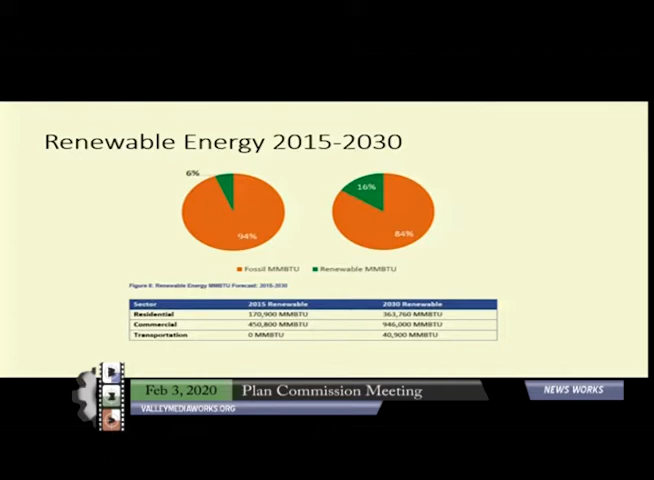 Renewable Energy 2015-2030
6%
94%
16%
84%
Fossil MMBTU Renewable MMBTU
Figure 6: Renewable Energy MMBTU Forecast: 2015-2030
Sector 2015 Renewable 2030 Renewable
Residential 170,900 MMBTU 363,760 MMBTU
Commercial 450,800 MMBTU 946,000 MMBTU
Transportation 0 MMBTU 40,900 MMBTU
Feb 3, 2020 Plan Commission Meeting NEWS WORKS
VALLEYMEDIAWORKS.ORG